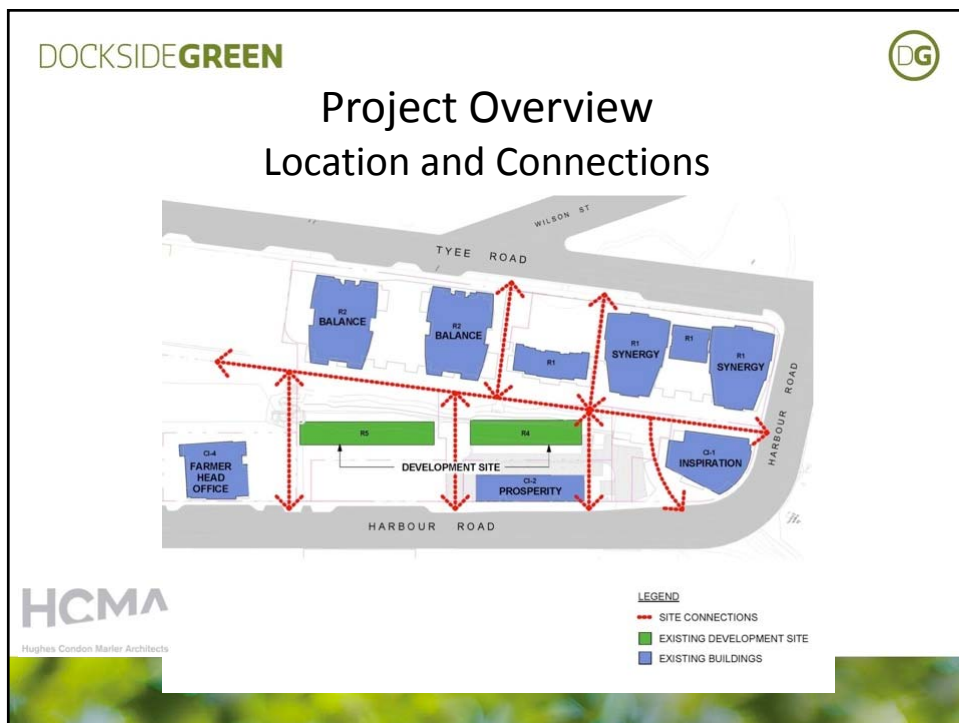 DOCKSIDEGREEN
DG
Project Overview
Location and Connections
WILSON ST
TYEE ROAD
R2
BALANCE
R2
BALANCE
R1
R1
SYNERGY
R1
R1
SYNERGY
HARBOUR ROAD
R5
R4
DEVELOPMENT SITE
CI-4
FARMER
HEAD
OFFICE
CI-2
PROSPERITY
CI-1
INSPIRATION
HARBOUR ROAD
HCMA
Hughes Condon Marler Architects
LEGEND
SITE CONNECTIONS
EXISTING DEVELOPMENT SITE
EXISTING BUILDINGS